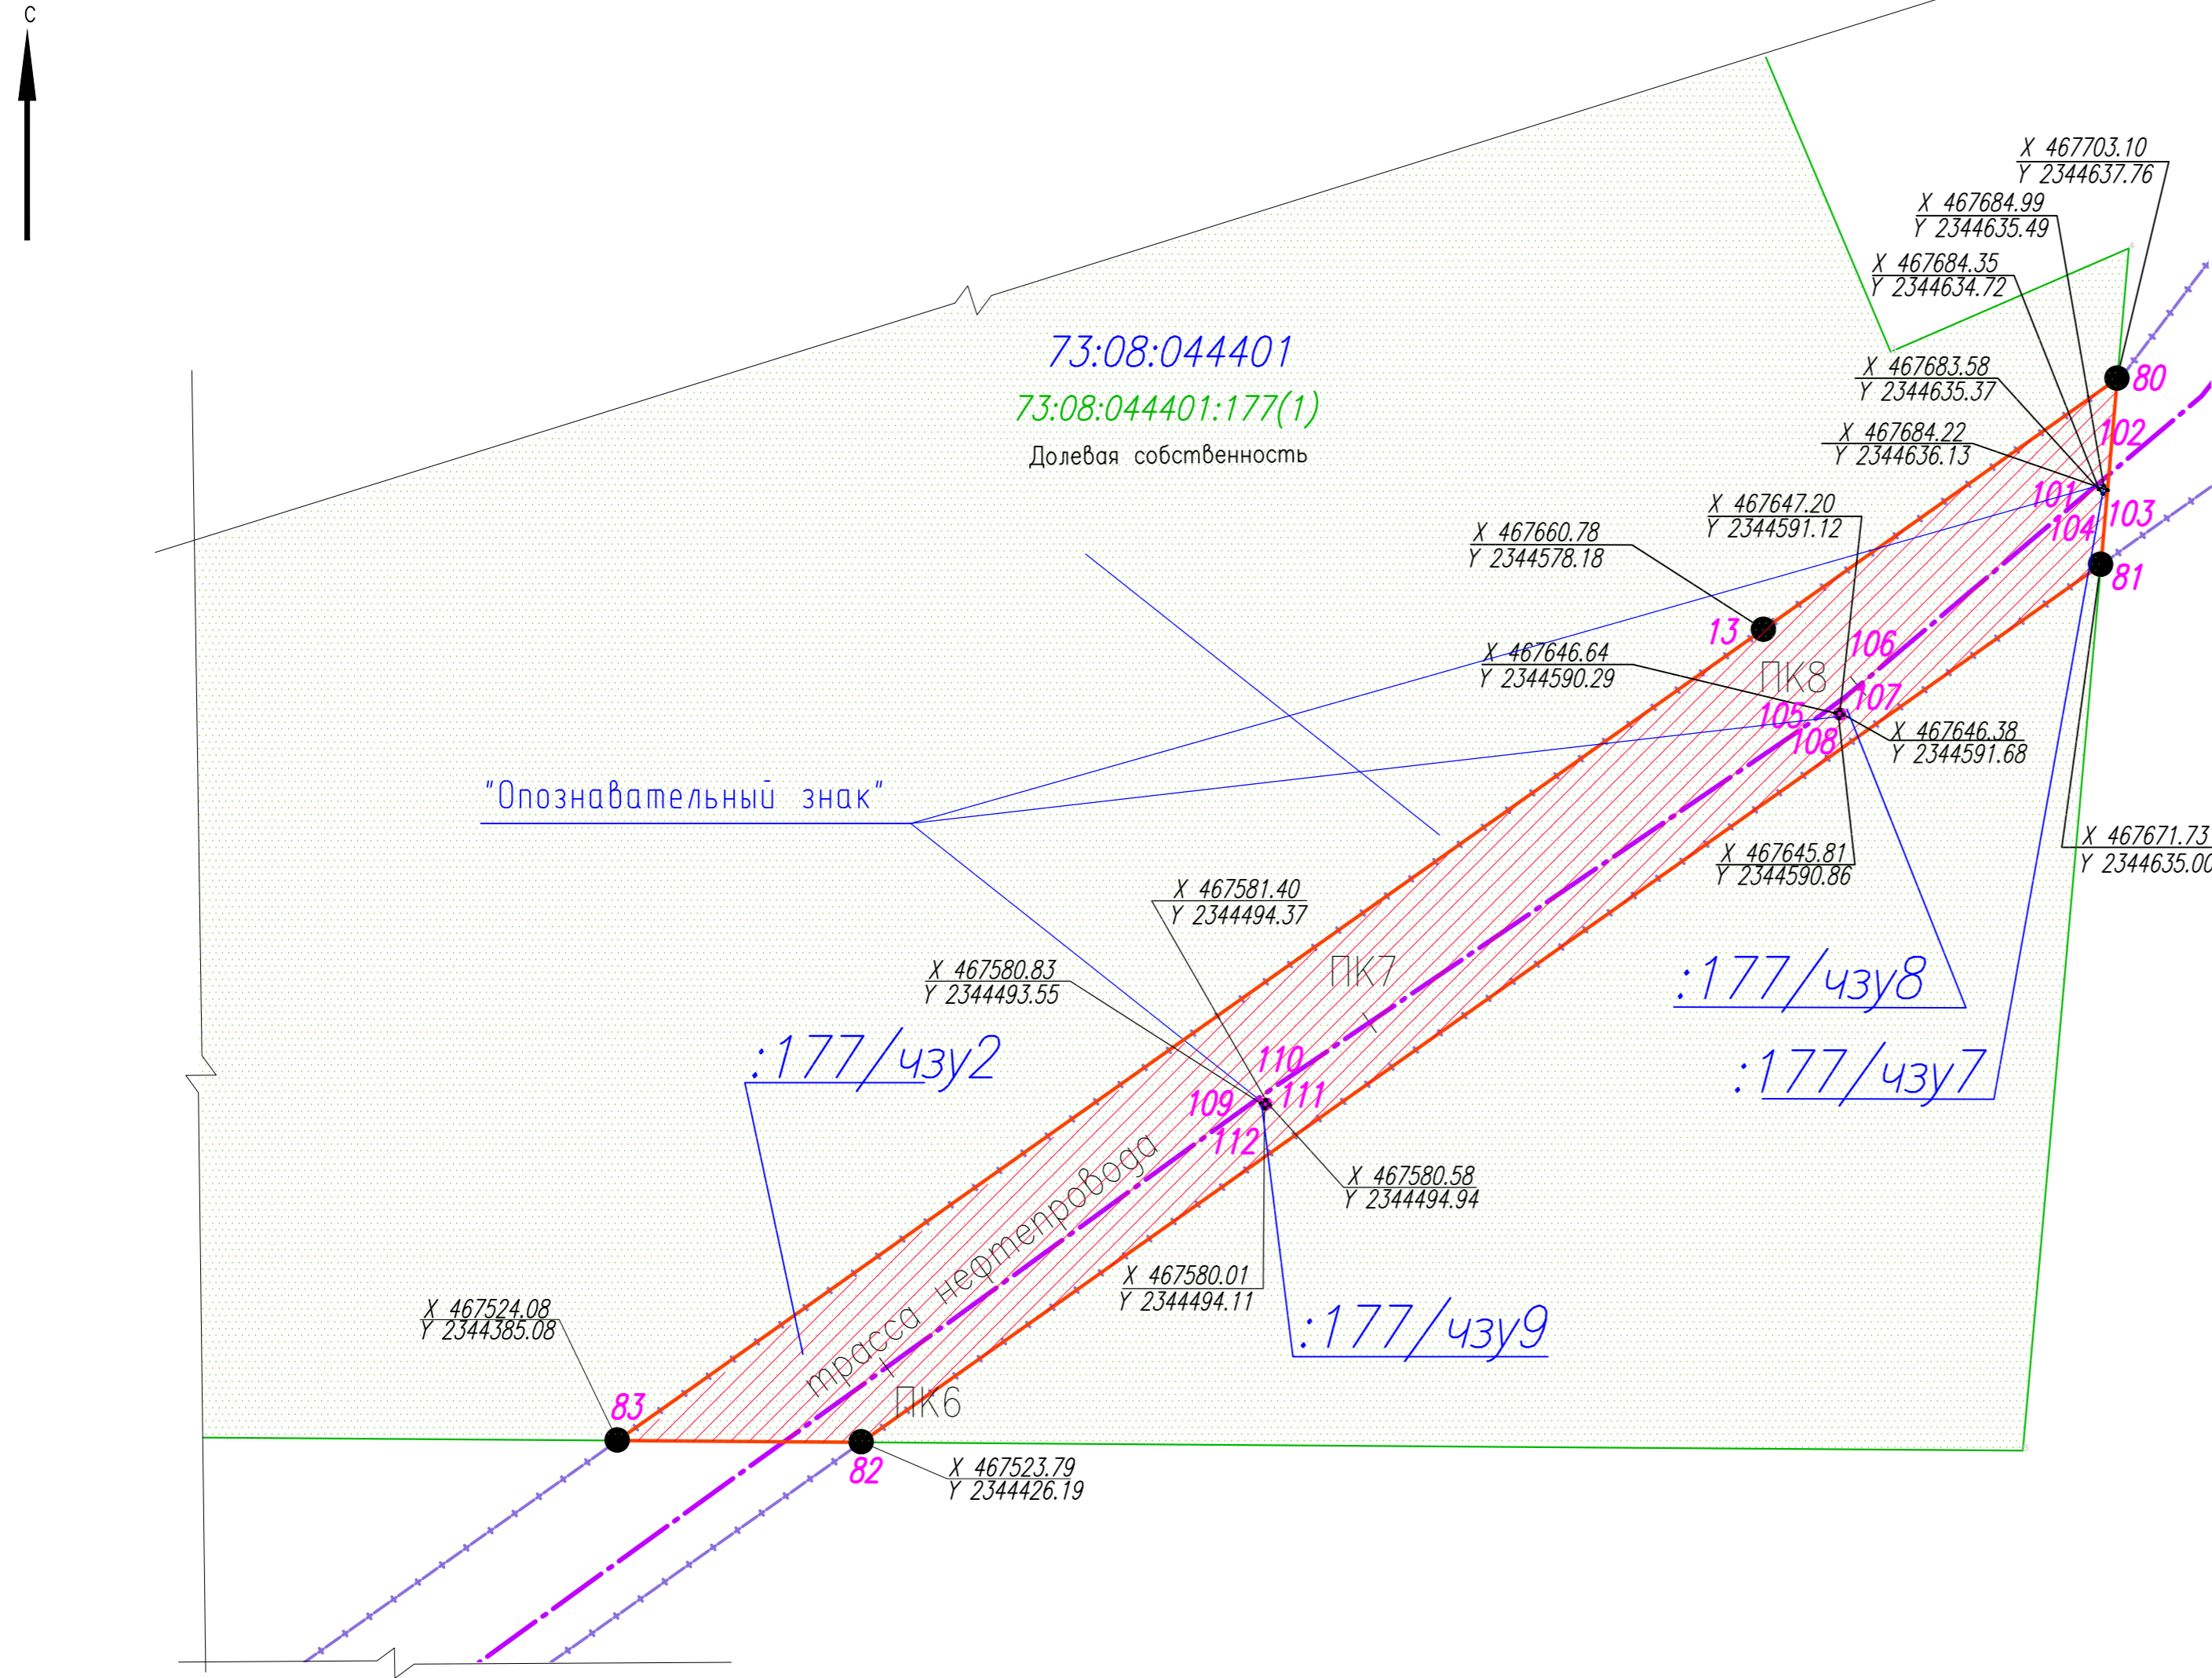 С
X 467703.10
Y 2344637.76
X 467684.99
Y 2344635.49
X 467684.35
Y 2344634.72
73:08:044401
X 467683.58
Y 2344635.37
80
73:08:044401:177(1)
X 467684.22
Y 2344636.13
102
Долевая собственность
101
103
104
X 467647.20
Y 2344591.12
X 467660.78
Y 2344578.18
81
13
106
X 467646.64
Y 2344590.29
ПК8
107
105
108
X 467646.38
Y 2344591.68
"Опознавательный знак"
X 467671.73
Y 2344635.00
X 467645.81
Y 2344590.86
X 467581.40
Y 2344494.37
X 467580.83
Y 2344493.55
ПК7
:177/чзу8
:177/чзу2
110
:177/чзу7
109
111
112
X 467580.58
Y 2344494.94
трасса нефтепровода
X 467580.01
Y 2344494.11
X 467524.08
Y 2344385.08
:177/чзу9
83
ПК6
82
X 467523.79
Y 2344426.19